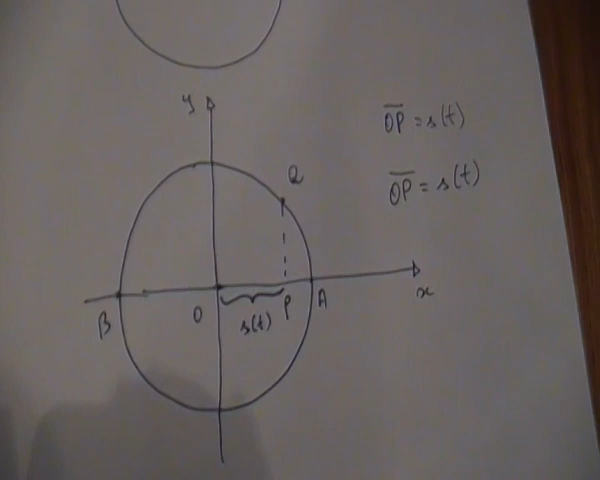 y
Q
OP = s(t)
OP = s(t)
B
O
s(t)
P
A
x